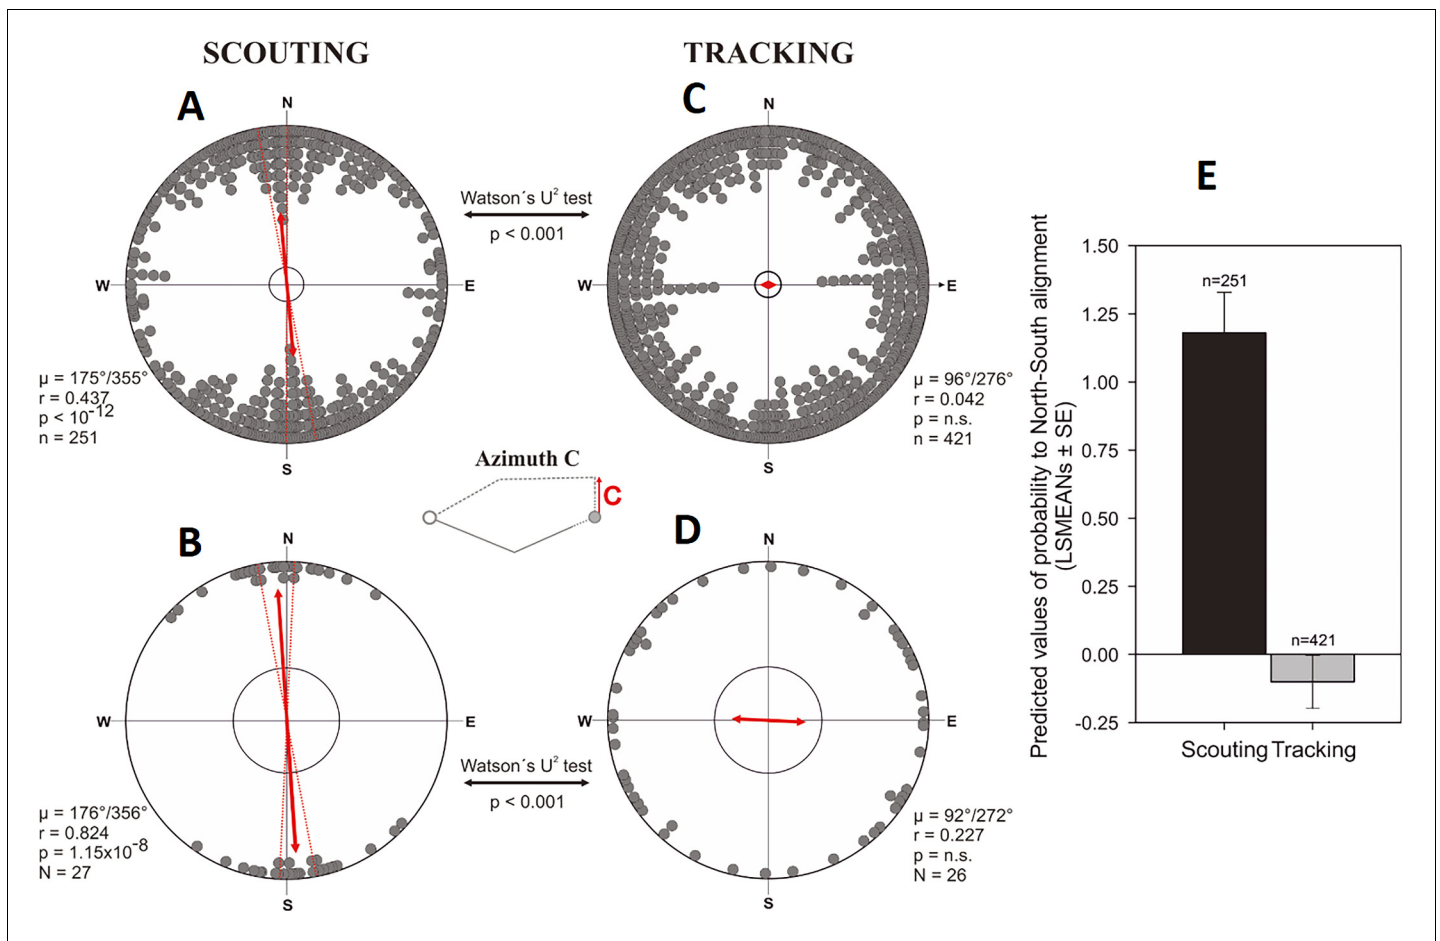 SCOUTING
TRACKING
A
N
W
E
S
μ = 175°/355°
r = 0.437
p < 10⁻¹²
n = 251
Watson´s U² test
p < 0.001
C
N
W
E
S
μ = 96°/276°
r = 0.042
p = n.s.
n = 421
Azimuth C
C
B
N
W
E
S
μ = 176°/356°
r = 0.824
p = 1.15x10⁻⁸
N = 27
Watson´s U² test
p < 0.001
D
N
W
E
S
μ = 92°/272°
r = 0.227
p = n.s.
N = 26
E
Predicted values of probability to North-South alignment
(LSMEANs ± SE)
1.50
1.25
1.00
0.75
0.50
0.25
0.00
-0.25
n=251
n=421
Scouting Tracking